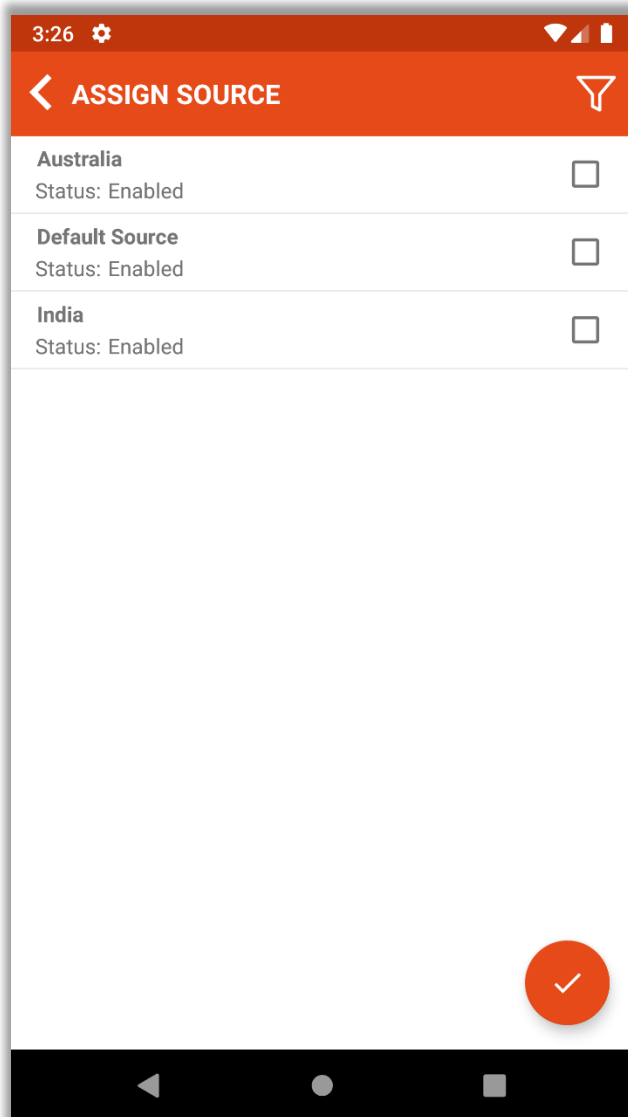 3:26
ASSIGN SOURCE
Australia
Status: Enabled
Default Source
Status: Enabled
India
Status: Enabled